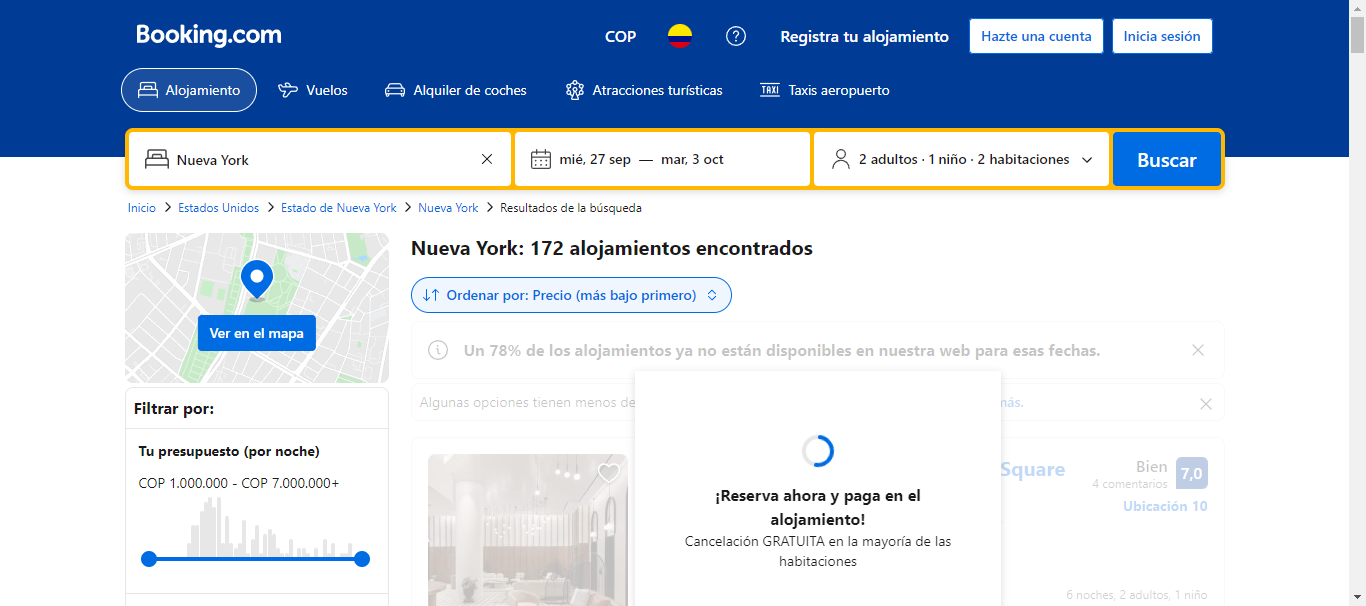 Booking.com
COP
Registra tu alojamiento
Hazte una cuenta
Inicia sesión
Alojamiento
Vuelos
Alquiler de coches
Atracciones turísticas
TAXI Taxis aeropuerto
Nueva York
mié, 27 sep — mar, 3 oct
2 adultos · 1 niño · 2 habitaciones
Buscar
Inicio > Estados Unidos > Estado de Nueva York > Nueva York > Resultados de la búsqueda
Ver en el mapa
Filtrar por:
Tu presupuesto (por noche)
COP 1.000.000 - COP 7.000.000+
Nueva York: 172 alojamientos encontrados
Ordenar por: Precio (más bajo primero)
Un 78% de los alojamientos ya no están disponibles en nuestra web para esas fechas.
Algunas opciones tienen menos de
más.
Square
Bien
7,0
4 comentarios
Ubicación 10
¡Reserva ahora y paga en el
alojamiento!
Cancelación GRATUITA en la mayoría de las
habitaciones
6 noches, 2 adultos, 1 niño